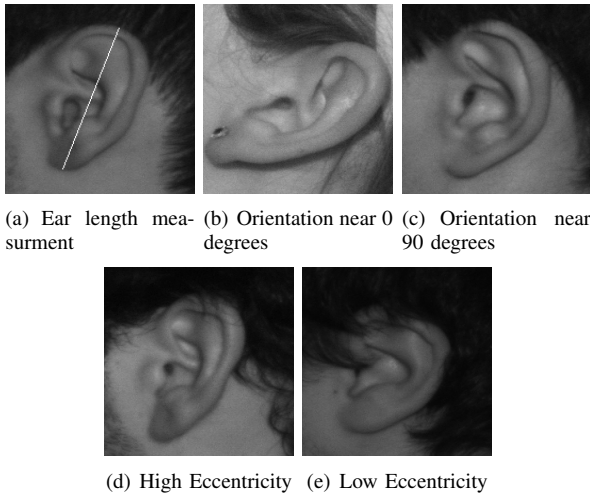 (a) Ear length mea-
surment
(b) Orientation near 0
degrees
(c) Orientation near
90 degrees
(d) High Eccentricity
(e) Low Eccentricity